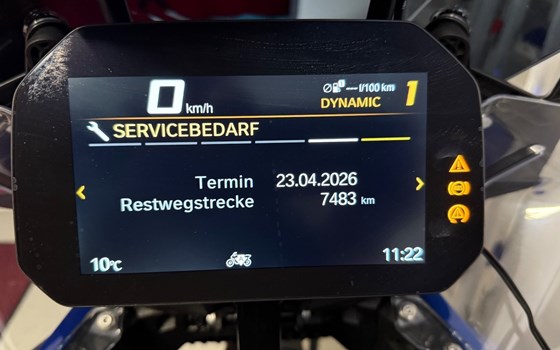 0 km/h
Ø --- l/100 km
DYNAMIC 1
SERVICEBEDARF
Termin 23.04.2026
Restwegstrecke 7483 km
10°C 11:22